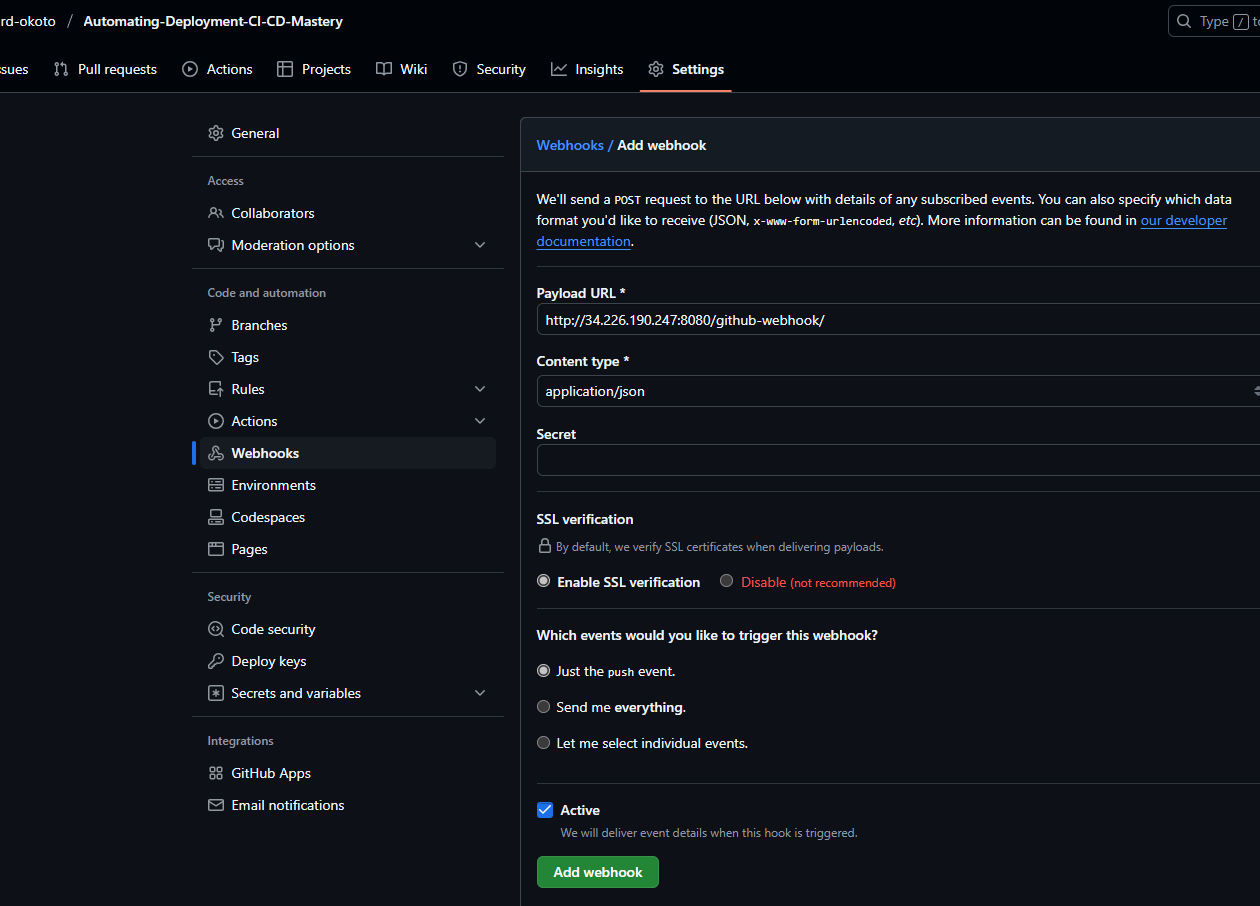 rd-okoto / Automating-Deployment-CI-CD-Mastery
Type / to
ssues Pull requests Actions Projects Wiki Security Insights Settings
General
Access
Collaborators
Moderation options
Code and automation
Branches
Tags
Rules
Actions
Webhooks
Environments
Codespaces
Pages
Security
Code security
Deploy keys
Secrets and variables
Integrations
GitHub Apps
Email notifications
Webhooks / Add webhook
We'll send a POST request to the URL below with details of any subscribed events. You can also specify which data
format you'd like to receive (JSON, x-www-form-urlencoded, etc). More information can be found in our developer
documentation.
Payload URL *
http://34.226.190.247:8080/github-webhook/
Content type *
application/json
Secret
SSL verification
By default, we verify SSL certificates when delivering payloads.
Enable SSL verification Disable (not recommended)
Which events would you like to trigger this webhook?
Just the push event.
Send me everything.
Let me select individual events.
Active
We will deliver event details when this hook is triggered.
Add webhook